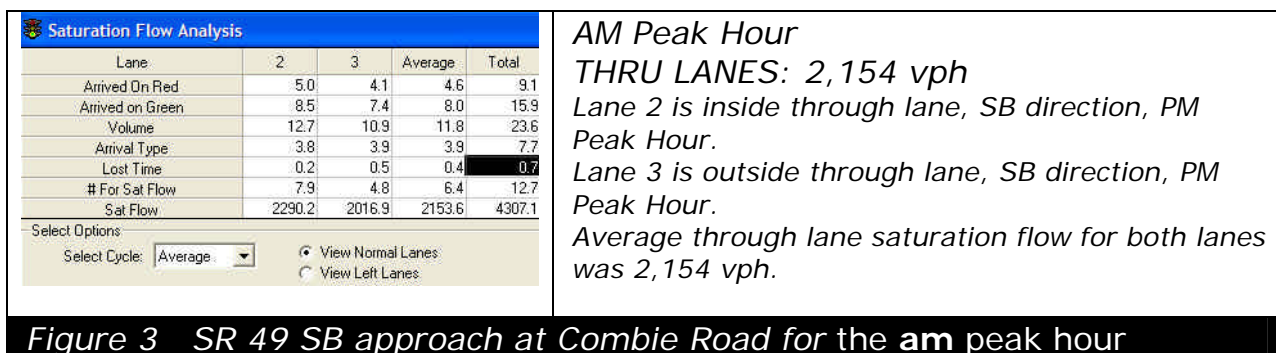 Saturation Flow Analysis
Lane 2 3 Average Total
Arrived On Red 5.0 4.1 4.6 9.1
Arrived on Green 8.5 7.4 8.0 15.9
Volume 12.7 10.9 11.8 23.6
Arrival Type 3.8 3.9 3.9 7.7
Lost Time 0.2 0.5 0.4 0.7
# For Sat Flow 7.9 4.8 6.4 12.7
Sat Flow 2290.2 2016.9 2153.6 4307.1
Select Options
Select Cycle: Average View Normal Lanes
View Left Lanes
AM Peak Hour
THRU LANES: 2,154 vph
Lane 2 is inside through lane, SB direction, PM
Peak Hour.
Lane 3 is outside through lane, SB direction, PM
Peak Hour.
Average through lane saturation flow for both lanes
was 2,154 vph.
Figure 3 SR 49 SB approach at Combie Road for the am peak hour